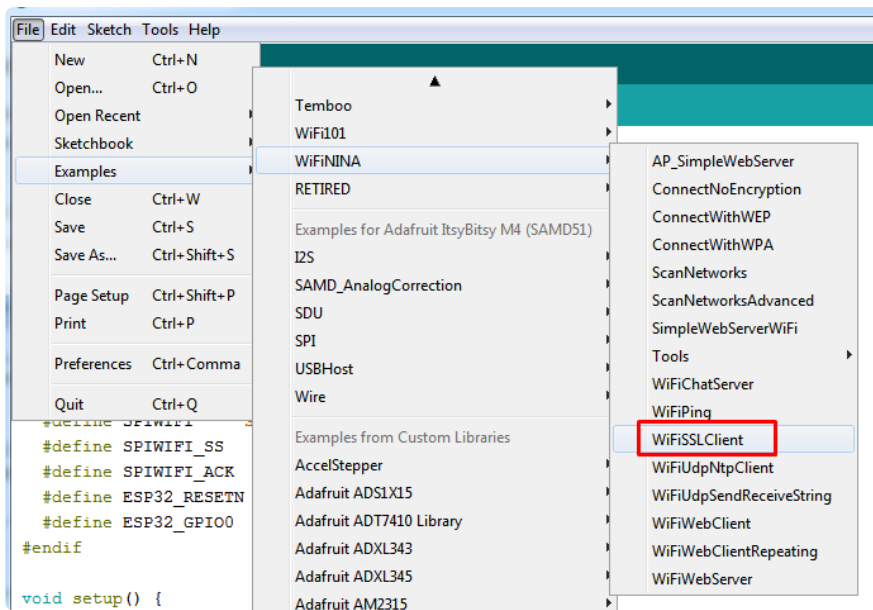 File Edit Sketch Tools Help
New Ctrl+N
Open... Ctrl+O
Open Recent
Sketchbook
Examples
Close Ctrl+W
Save Ctrl+S
Save As... Ctrl+Shift+S
Page Setup Ctrl+Shift+P
Print Ctrl+P
Preferences Ctrl+Comma
Quit Ctrl+Q
Temboo
WiFi101
WiFiNINA
RETIRED
Examples for Adafruit ItsyBitsy M4 (SAMD51)
I2S
SAMD_AnalogCorrection
SDU
SPI
USBHost
Wire
Examples from Custom Libraries
AccelStepper
Adafruit ADS1X15
Adafruit ADT7410 Library
Adafruit ADXL343
Adafruit ADXL345
Adafruit AM2315
AP_SimpleWebServer
ConnectNoEncryption
ConnectWithWEP
ConnectWithWPA
ScanNetworks
ScanNetworksAdvanced
SimpleWebServerWiFi
Tools
WiFiChatServer
WiFiPing
WiFiSSLClient
WiFiUdpNtpClient
WiFiUdpSendReceiveString
WiFiWebClient
WiFiWebClientRepeating
WiFiWebServer
#define SPIWIFI
#define SPIWIFI_SS
#define SPIWIFI_ACK
#define ESP32_RESETN
#define ESP32_GPIO0
#endif
void setup() {